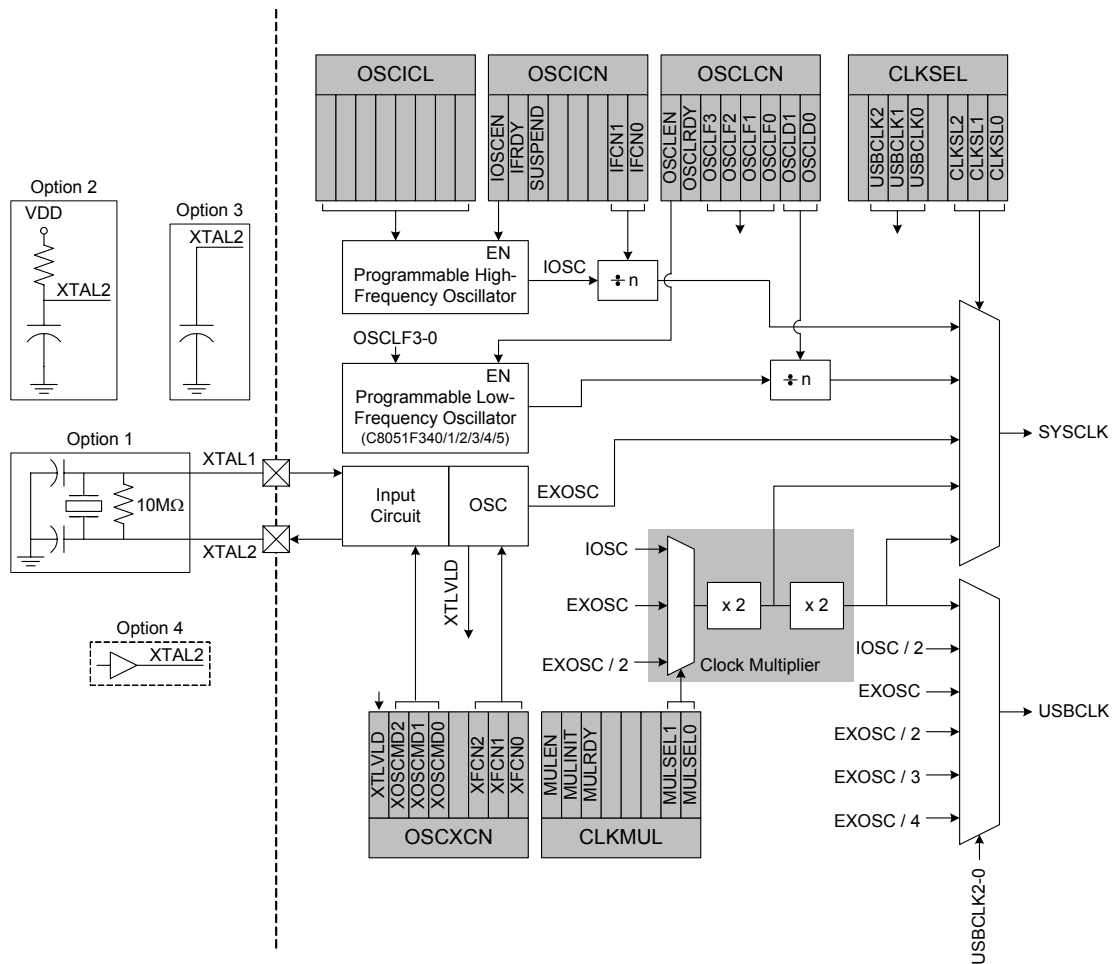 OSCICL
OSCICN
IOSCEN
IFRDY
SUSPEND
IFCN1
IFCN0
OSCLCN
OSCLEN
OSCLRDY
OSCLF3
OSCLF2
OSCLF1
OSCLF0
OSCLD1
OSCLD0
CLKSEL
USBCLK2
USBCLK1
USBCLK0
CLKSL2
CLKSL1
CLKSL0
Option 2
VDD
XTAL2
Option 3
XTAL2
EN
Programmable High-
Frequency Oscillator
IOSC
÷ n
OSCLF3-0
EN
Programmable Low-
Frequency Oscillator
(C8051F340/1/2/3/4/5)
÷ n
SYSCLK
Option 1
10MΩ
XTAL1
XTAL2
Input
Circuit
OSC
EXOSC
XTLVLD
IOSC
EXOSC
EXOSC / 2
x 2
x 2
Clock Multiplier
Option 4
XTAL2
IOSC / 2
EXOSC
EXOSC / 2
EXOSC / 3
EXOSC / 4
USBCLK
USBCLK2-0
XTLVLD
XOSCMD2
XOSCMD1
XOSCMD0
XFCN2
XFCN1
XFCN0
OSCXCN
MULEN
MULINIT
MULRDY
MULSEL1
MULSEL0
CLKMUL